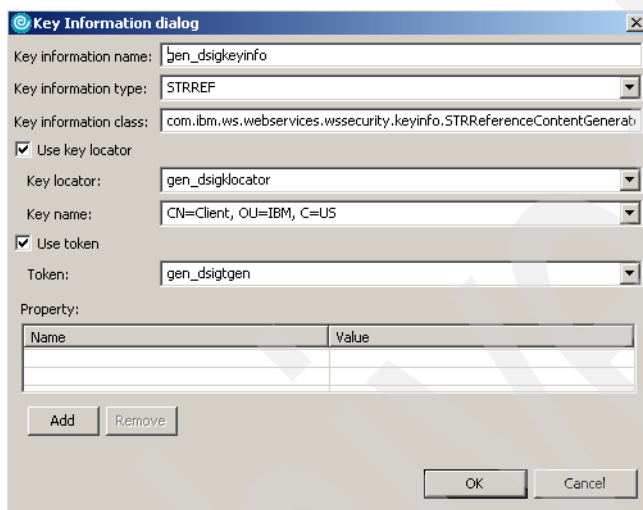 Key Information dialog
Key information name: gen_dsigkeyinfo
Key information type: STRREF
Key information class: com.ibm.ws.webservices.wssecurity.keyinfo.STRReferenceContentGenerat
Use key locator
Key locator: gen_dsigklocator
Key name: CN=Client, OU=IBM, C=US
Use token
Token: gen_dsigtgen
Property:
Name Value
Add Remove
OK Cancel